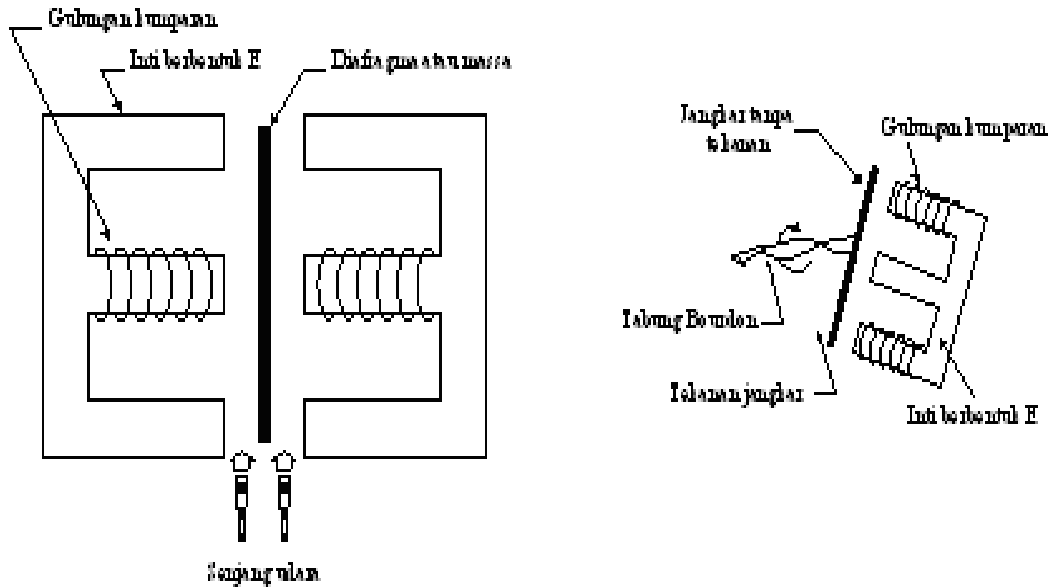 Gulungan kumparan
Inti berbentuk E
Diafragma atau massa
Jangkar tanpa
tekanan
Gulungan kumparan
Tabung Bourdon
Tekanan jangkar
Inti berbentuk E